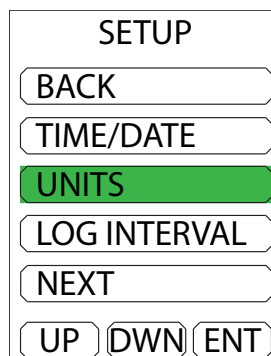 SETUP
BACK
TIME/DATE
UNITS
LOG INTERVAL
NEXT
UP DWN ENT